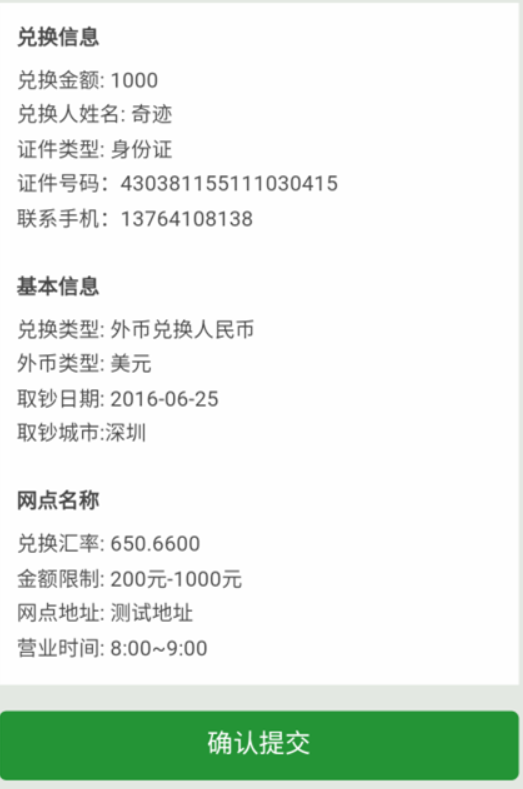 兑换信息
兑换金额: 1000
兑换人姓名: 奇迹
证件类型: 身份证
证件号码：430381155111030415
联系手机：13764108138
基本信息
兑换类型: 外币兑换人民币
外币类型: 美元
取钞日期: 2016-06-25
取钞城市:深圳
网点名称
兑换汇率: 650.6600
金额限制: 200元-1000元
网点地址: 测试地址
营业时间: 8:00~9:00
确认提交